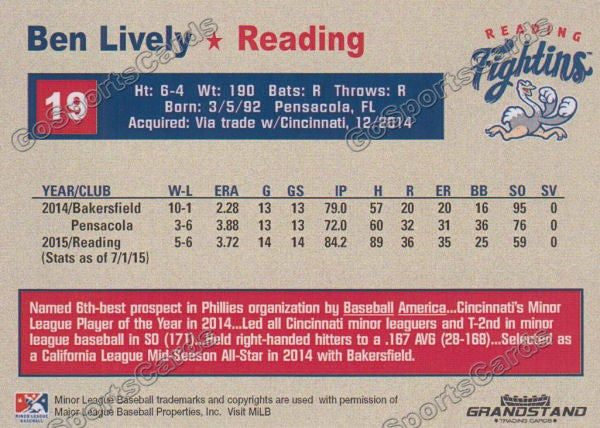 Ben Lively ★ Reading
READING
Fightins
19
Ht: 6-4 Wt: 190 Bats: R Throws: R
Born: 3/5/92 Pensacola, FL
Acquired: Via trade w/Cincinnati, 12/2014
YEAR/CLUB W-L ERA G GS IP H R ER BB SO SV
2014/Bakersfield 10-1 2.28 13 13 79.0 57 20 20 16 95 0
Pensacola 3-6 3.88 13 13 72.0 60 32 31 36 76 0
2015/Reading 5-6 3.72 14 14 84.2 89 36 35 25 59 0
(Stats as of 7/1/15)
Named 6th-best prospect in Phillies organization by Baseball America...Cincinnati's Minor
League Player of the Year in 2014...Led all Cincinnati minor leaguers and T-2nd in minor
league baseball in SO (171)...Held right-handed hitters to a .167 AVG (28-168)...Selected as
a California League Mid-Season All-Star in 2014 with Bakersfield.
MINOR LEAGUE
BASEBALL
Minor League Baseball trademarks and copyrights are used with permission of
Major League Baseball Properties, Inc. Visit MiLB
GRANDSTAND
TRADING CARDS
GoSportsCards